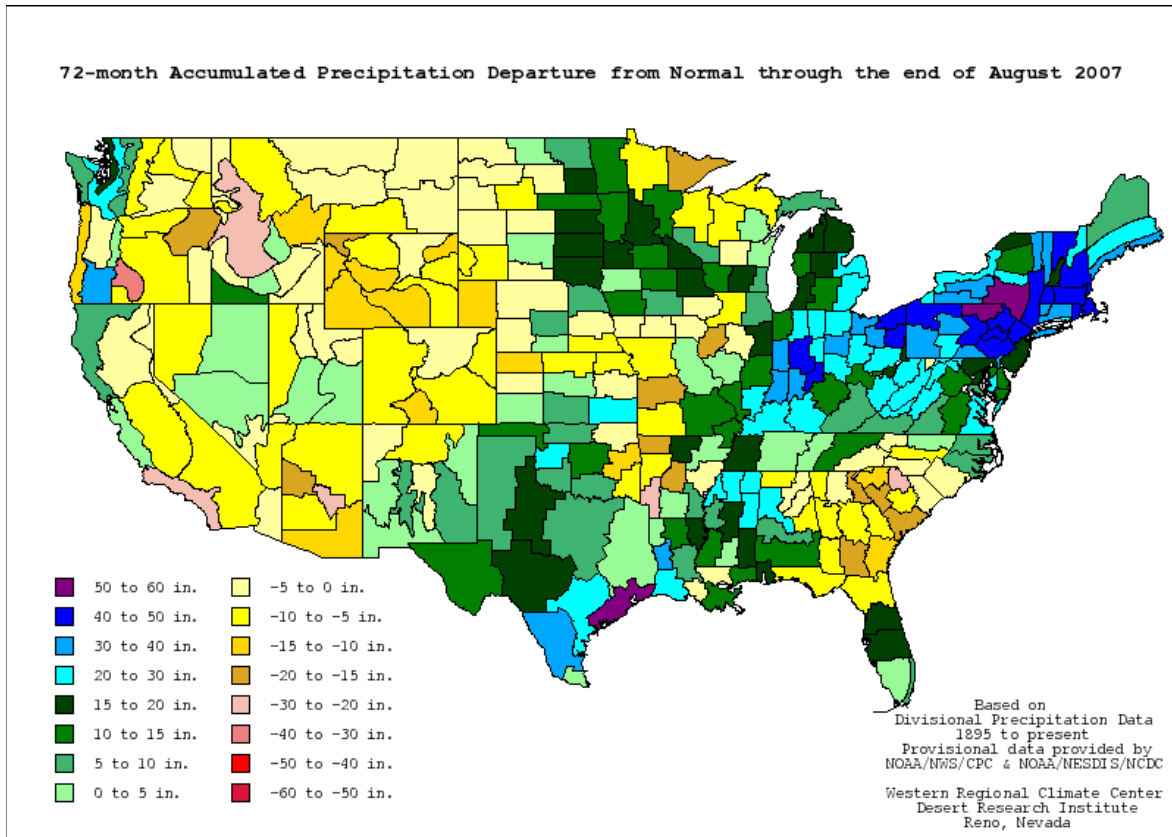 72-month Accumulated Precipitation Departure from Normal through the end of August 2007
50 to 60 in.
40 to 50 in.
30 to 40 in.
20 to 30 in.
15 to 20 in.
10 to 15 in.
5 to 10 in.
0 to 5 in.
-5 to 0 in.
-10 to -5 in.
-15 to -10 in.
-20 to -15 in.
-30 to -20 in.
-40 to -30 in.
-50 to -40 in.
-60 to -50 in.
Based on
Divisional Precipitation Data
1895 to present
Provisional data provided by
NOAA/NWS/CPC & NOAA/NESDIS/NCDC
Western Regional Climate Center
Desert Research Institute
Reno, Nevada